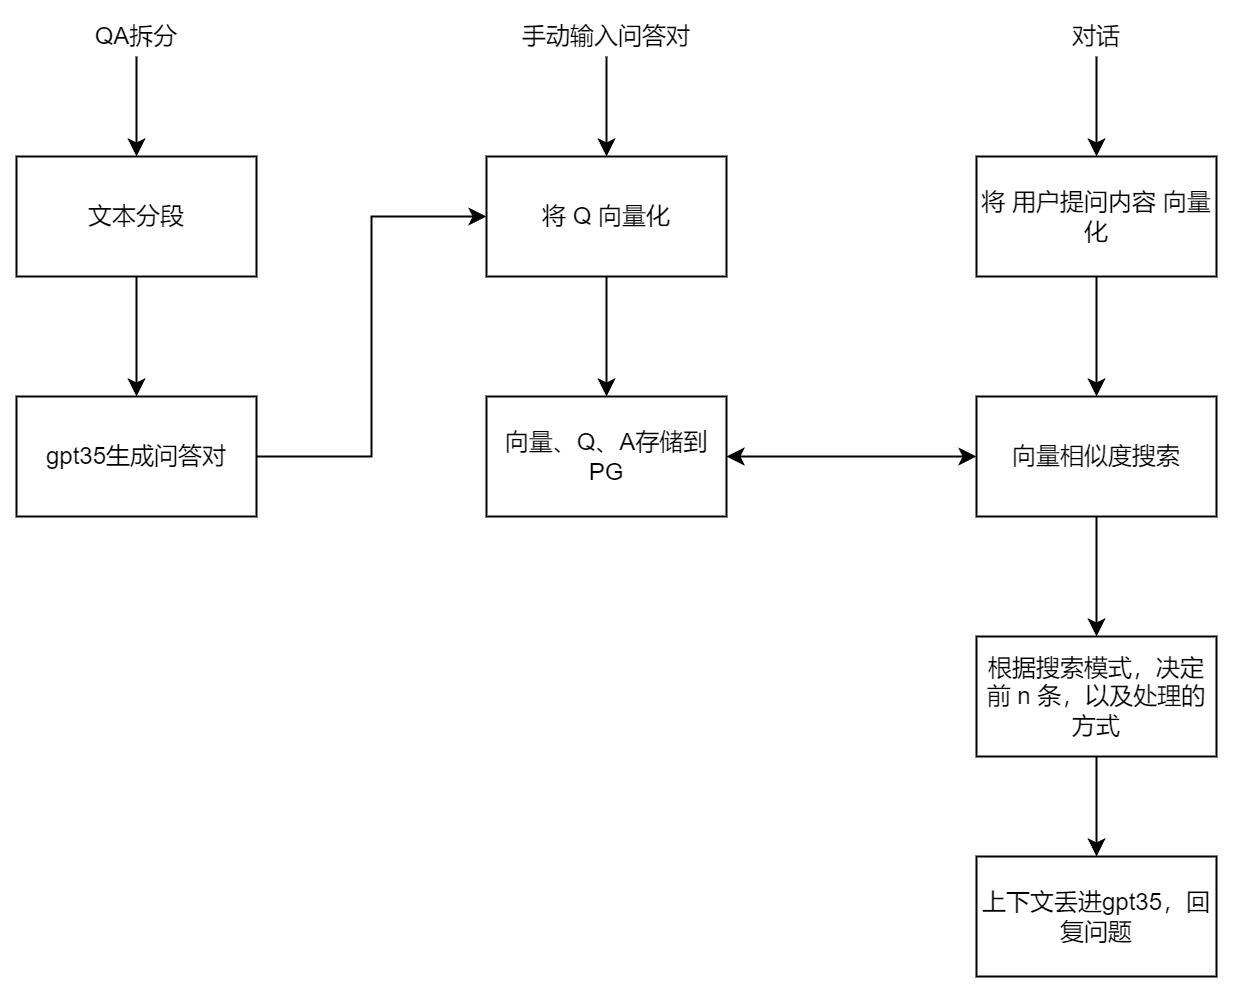 QA拆分
手动输入问答对
对话
文本分段
将 Q 向量化
将 用户提问内容 向量
化
gpt35生成问答对
向量、Q、A存储到
PG
向量相似度搜索
根据搜索模式，决定
前 n 条，以及处理的
方式
上下文丢进gpt35，回
复问题